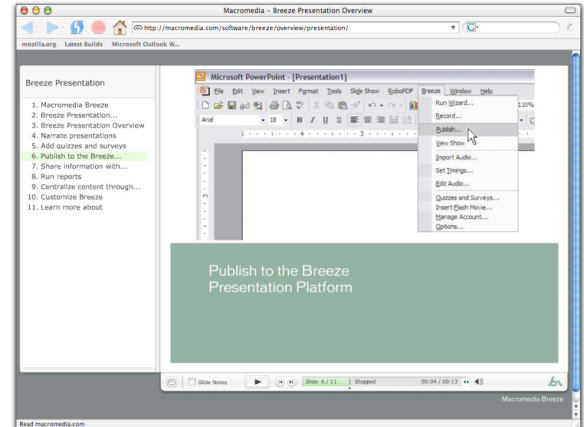 Macromedia - Breeze Presentation Overview
http://macromedia.com/software/breeze/overview/presentation/
mozilla.org Latest Builds Microsoft Outlook W...
Breeze Presentation
1. Macromedia Breeze
2. Breeze Presentation...
3. Breeze Presentation Overview
4. Narrate presentations
5. Add quizzes and surveys
6. Publish to the Breeze...
7. Share information with...
8. Run reports
9. Centralize content through...
10. Customize Breeze
11. Learn more about
Microsoft PowerPoint - [Presentation1]
File Edit View Insert Format Tools Slide Show RoboPDF Breeze Window Help
110%
Arial 18 B I U S
Run Wizard...
Record...
Publish...
View Show
Import Audio...
Set Timings...
Edit Audio...
Quizzes and Surveys...
Insert Flash Movie...
Manage Account...
Options...
Publish to the Breeze
Presentation Platform
Slide Notes Slide 6 / 11 Stopped 00:04 / 00:13
Macromedia Breeze
Read macromedia.com